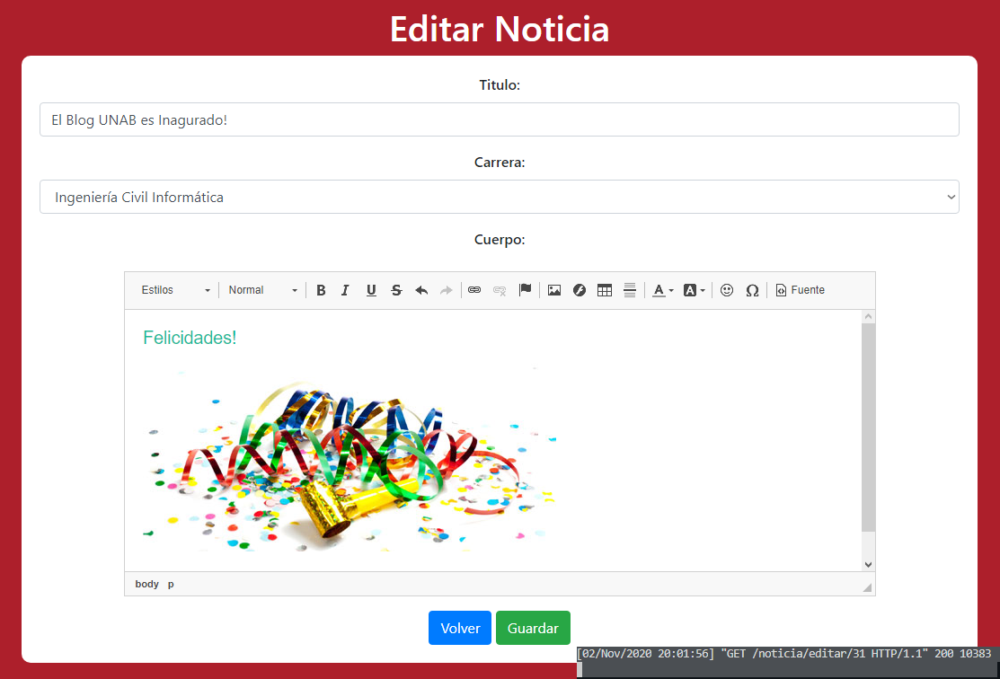 Editar Noticia
Titulo:
El Blog UNAB es Inagurado!
Carrera:
Ingeniería Civil Informática
Cuerpo:
Estilos Normal B I U S A A Ω Fuente
Felicidades!
body p
Volver Guardar
[02/Nov/2020 20:01:56] "GET /noticia/editar/31 HTTP/1.1" 200 10383